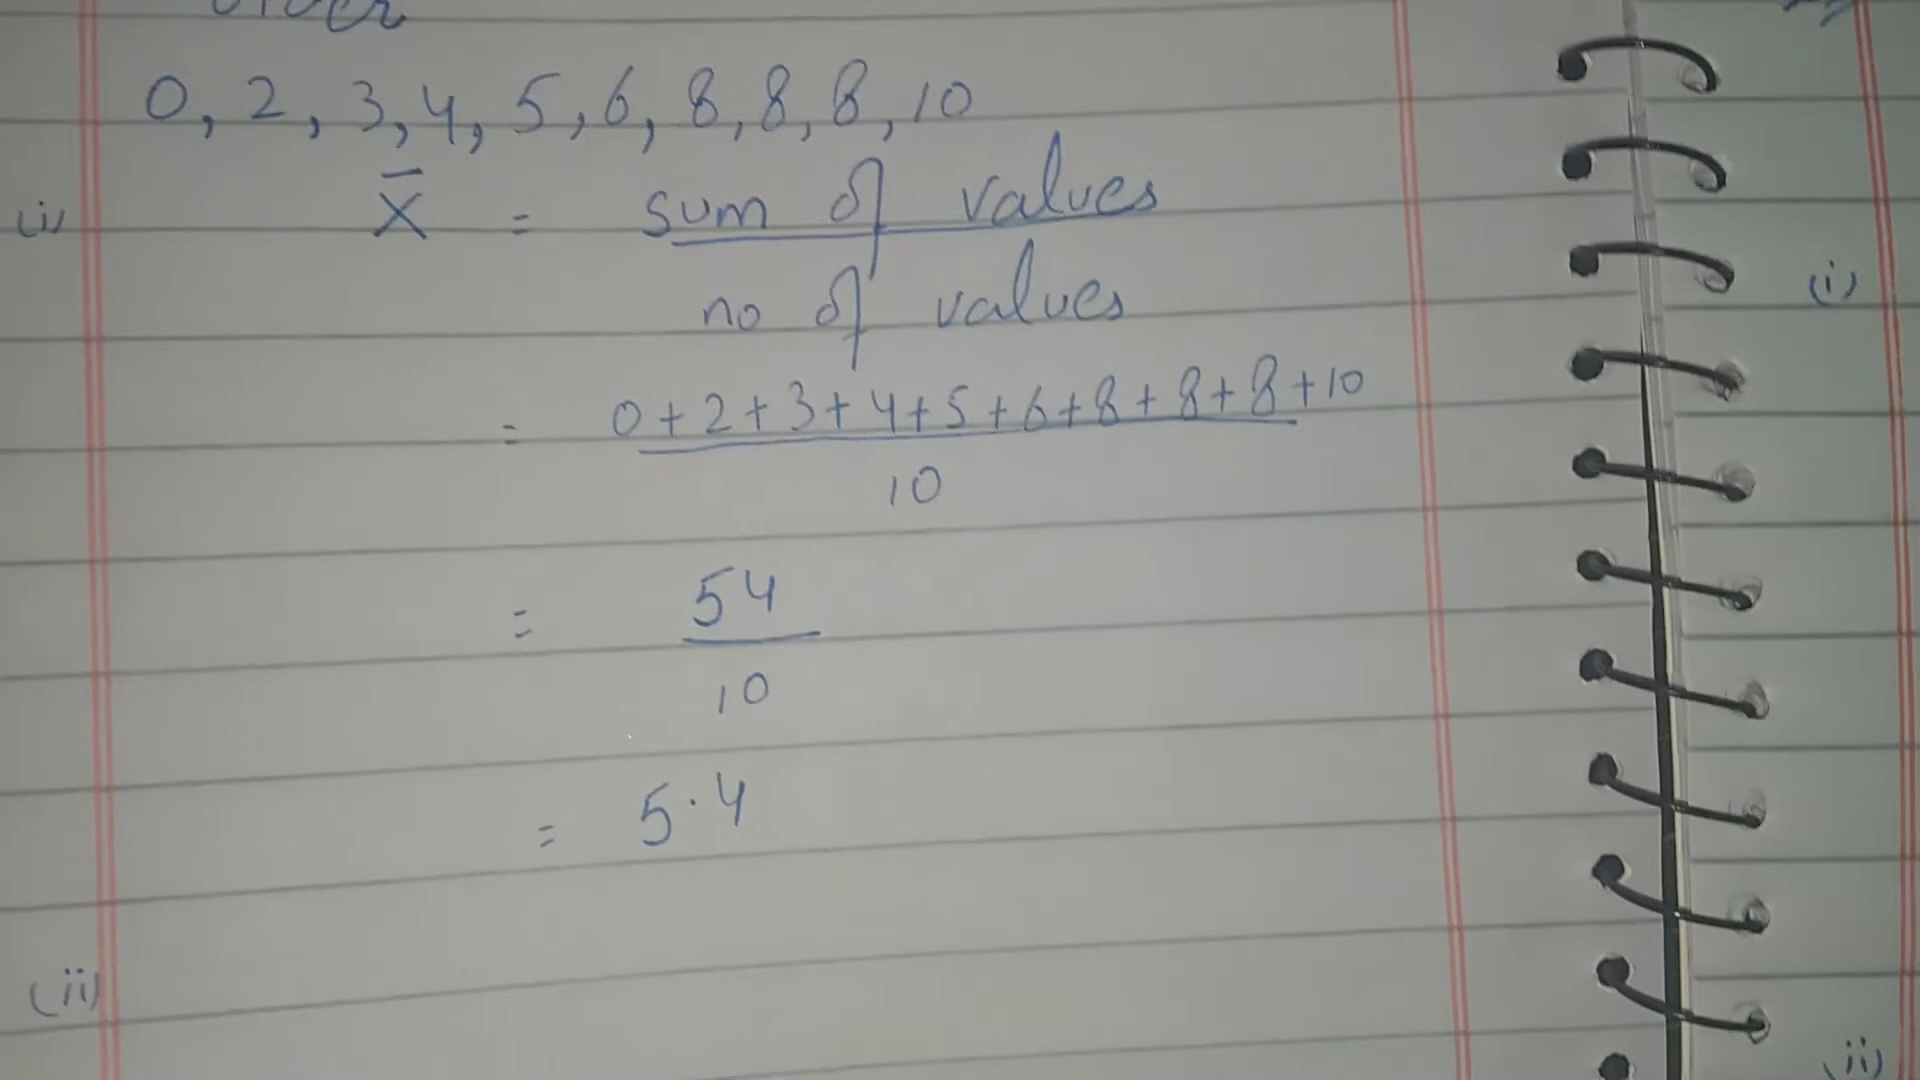 0, 2, 3, 4, 5, 6, 8, 8, 8, 10
(i) X̄ = sum of values
no of values
= 0+2+3+4+5+6+8+8+8+10
10
= 54
10
= 5.4
(ii)
(i)
(ii)